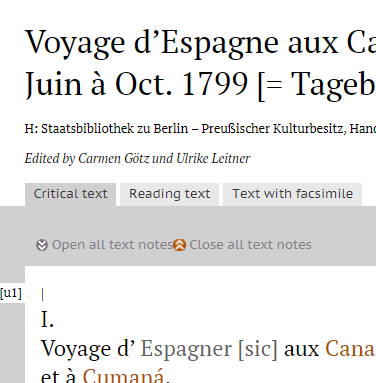 Voyage d’Espagne aux Ca
Juin à Oct. 1799 [= Tageb
H: Staatsbibliothek zu Berlin – Preußischer Kulturbesitz, Hand
Edited by Carmen Götz und Ulrike Leitner
Critical text Reading text Text with facsimile
Open all text notes Close all text notes
[u1] |
I.
Voyage d’ Espagner [sic] aux Cana
et à Cumaná.